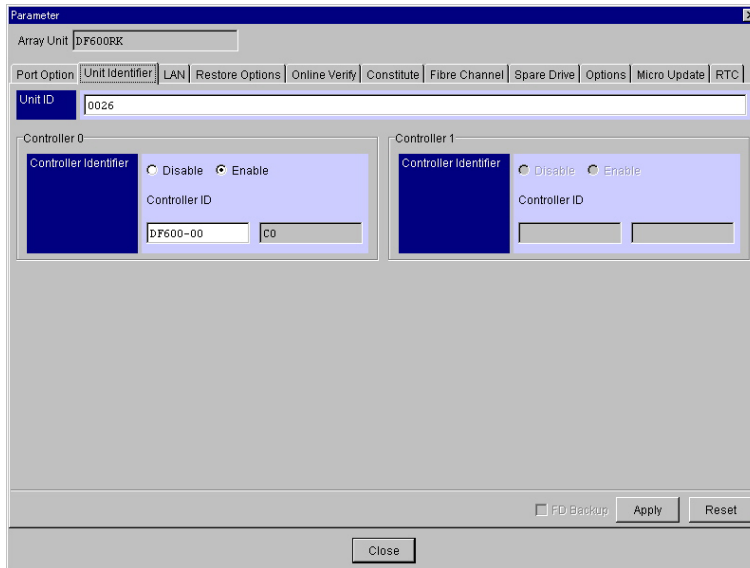 Parameter
Array Unit DF600RK
Port Option Unit Identifier LAN Restore Options Online Verify Constitute Fibre Channel Spare Drive Options Micro Update RTC
Unit ID 0026
Controller 0
Controller Identifier Disable Enable
Controller ID
DF600-00 C0
Controller 1
Controller Identifier Disable Enable
Controller ID
FD Backup Apply Reset
Close